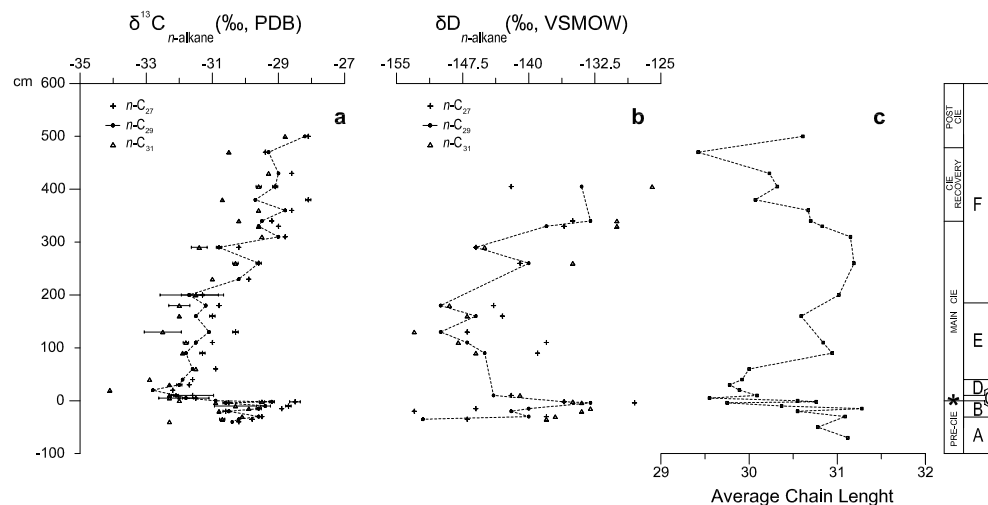 δ¹³C n-alkane (‰, PDB)
δD n-alkane (‰, VSMOW)
-35 -33 -31 -29 -27
-155 -147.5 -140 -132.5 -125
cm
600
500
400
300
200
100
0
-100
n-C₂₇
n-C₂₉
n-C₃₁
a
n-C₂₇
n-C₂₉
n-C₃₁
b
c
29 30 31 32
Average Chain Lenght
POST CIE
CIE RECOVERY
MAIN CIE
PRE-CIE
*
F
E
D
C
B
A